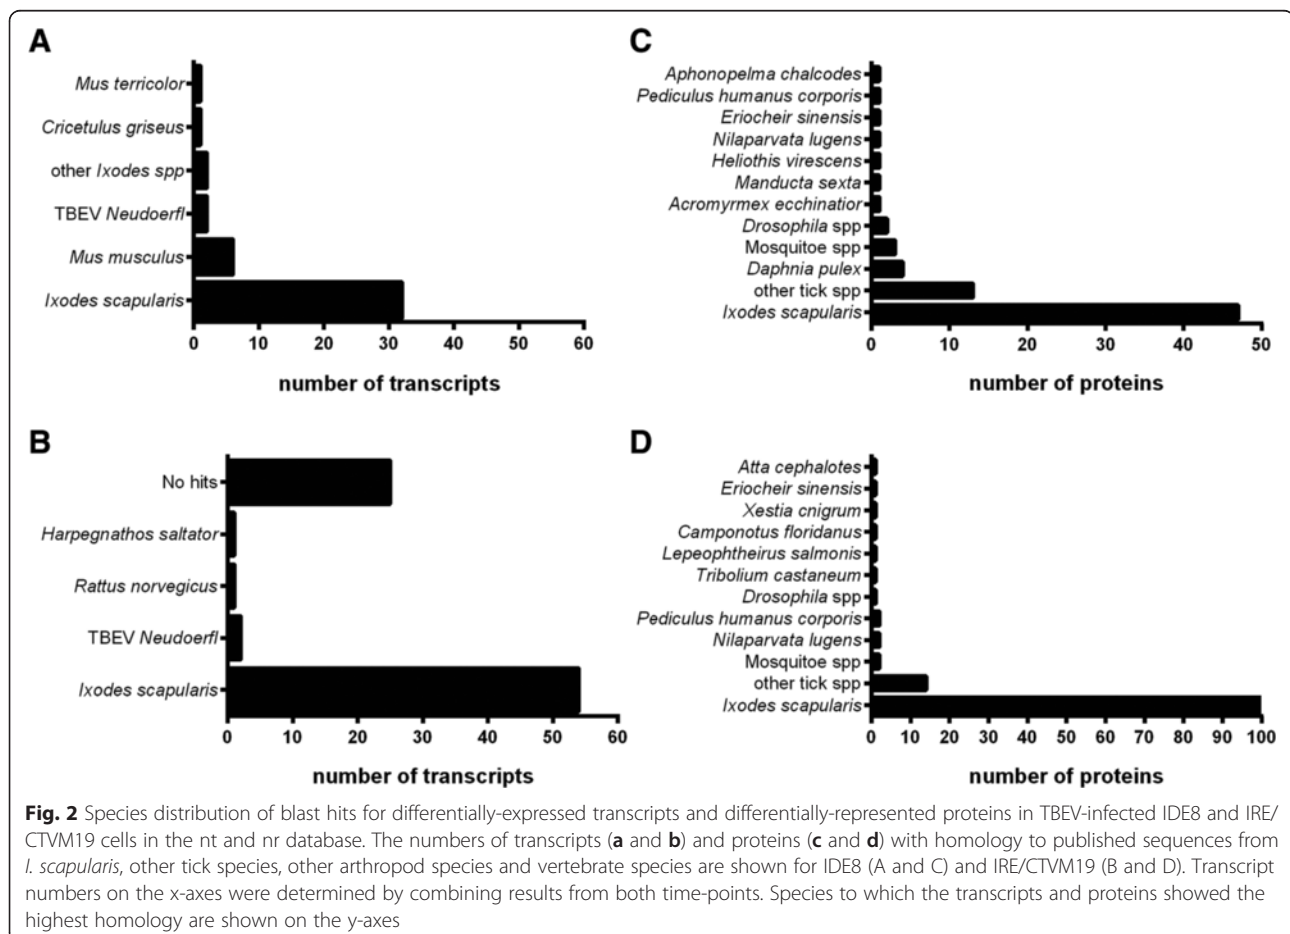 A
Mus terricolor
Cricetulus griseus
other Ixodes spp
TBEV Neudoerfl
Mus musculus
Ixodes scapularis
0 10 20 30 40 50 60
number of transcripts
C
Aphonopelma chalcodes
Pediculus humanus corporis
Eriocheir sinensis
Nilaparvata lugens
Heliothis virescens
Manducta sexta
Acromyrmex ecchinatior
Drosophila spp
Mosquitoe spp
Daphnia pulex
other tick spp
Ixodes scapularis
0 10 20 30 40 50
number of proteins
B
No hits
Harpegnathos saltator
Rattus norvegicus
TBEV Neudoerfl
Ixodes scapularis
0 10 20 30 40 50 60
number of transcripts
D
Atta cephalotes
Eriocheir sinensis
Xestia cnigrum
Camponotus floridanus
Lepeophtheirus salmonis
Tribolium castaneum
Drosophila spp
Pediculus humanus corporis
Nilaparvata lugens
Mosquitoe spp
other tick spp
Ixodes scapularis
0 10 20 30 40 50 60 70 80 90 100
number of proteins
Fig. 2 Species distribution of blast hits for differentially-expressed transcripts and differentially-represented proteins in TBEV-infected IDE8 and IRE/
CTVM19 cells in the nt and nr database. The numbers of transcripts (a and b) and proteins (c and d) with homology to published sequences from
I. scapularis, other tick species, other arthropod species and vertebrate species are shown for IDE8 (A and C) and IRE/CTVM19 (B and D). Transcript
numbers on the x-axes were determined by combining results from both time-points. Species to which the transcripts and proteins showed the
highest homology are shown on the y-axes